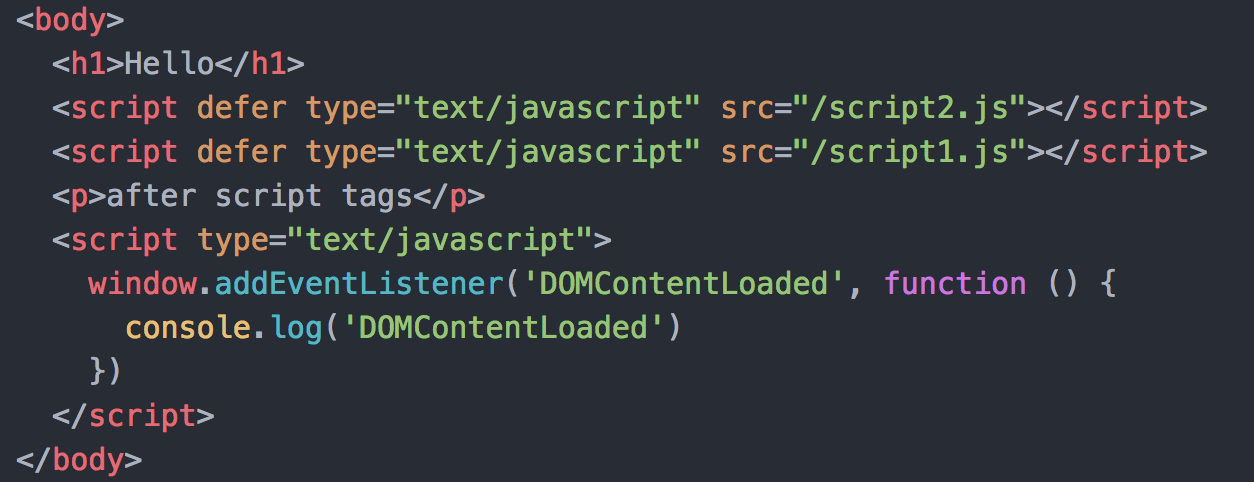 <body>
  <h1>Hello</h1>
  <script defer type="text/javascript" src="/script2.js"></script>
  <script defer type="text/javascript" src="/script1.js"></script>
  <p>after script tags</p>
  <script type="text/javascript">
    window.addEventListener('DOMContentLoaded', function () {
      console.log('DOMContentLoaded')
    })
  </script>
</body>